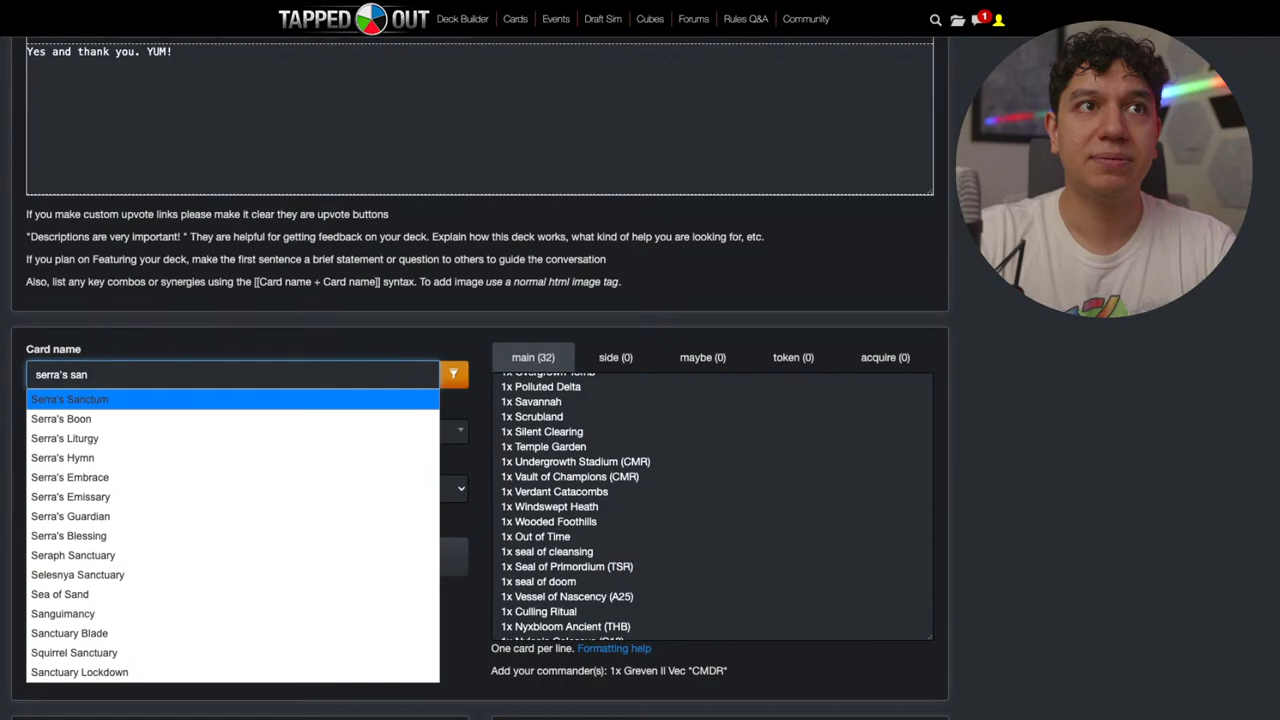 TAPPED OUT
Deck Builder Cards Events Draft Sim Cubes Forums Rules Q&A Community
1
Yes and thank you. YUM!
If you make custom upvote links please make it clear they are upvote buttons
"Descriptions are very important! " They are helpful for getting feedback on your deck. Explain how this deck works, what kind of help you are looking for, etc.
If you plan on Featuring your deck, make the first sentence a brief statement or question to others to guide the conversation
Also, list any key combos or synergies using the [[Card name + Card name]] syntax. To add image use a normal html image tag.
Card name
serra's san
Serra's Sanctum
Serra's Boon
Serra's Liturgy
Serra's Hymn
Serra's Embrace
Serra's Emissary
Serra's Guardian
Serra's Blessing
Seraph Sanctuary
Selesnya Sanctuary
Sea of Sand
Sanguimancy
Sanctuary Blade
Squirrel Sanctuary
Sanctuary Lockdown
main (32) side (0) maybe (0) token (0) acquire (0)
1x Overgrown Tomb
1x Polluted Delta
1x Savannah
1x Scrubland
1x Silent Clearing
1x Temple Garden
1x Undergrowth Stadium (CMR)
1x Vault of Champions (CMR)
1x Verdant Catacombs
1x Windswept Heath
1x Wooded Foothills
1x Out of Time
1x seal of cleansing
1x Seal of Primordium (TSR)
1x seal of doom
1x Vessel of Nascency (A25)
1x Culling Ritual
1x Nyxbloom Ancient (THB)
One card per line. Formatting help
Add your commander(s): 1x Greven Il Vec *CMDR*